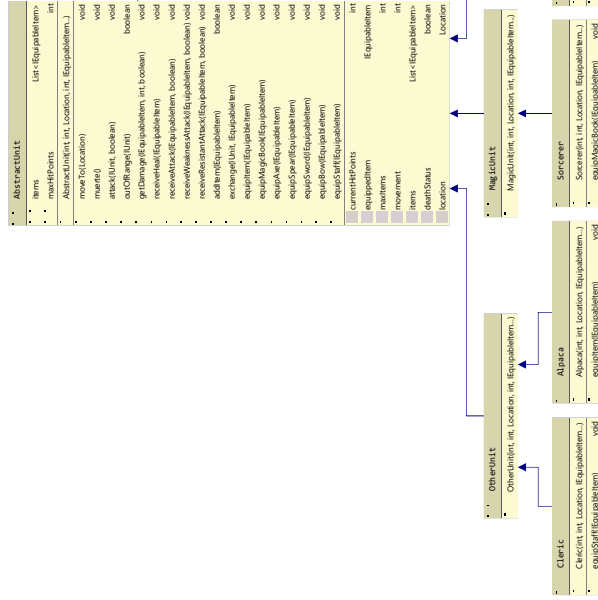 AbstractUnit
items List<IEquipableItem>
maxHitPoints int
AbstractUnit(int, int, Location, int, IEquipableItem...)
moveTo(Location) void
muerte() void
attack(IUnit, boolean) void
outOfRange(IUnit) boolean
getDamage(IEquipableItem, int, boolean) void
receiveHeal(IEquipableItem) void
receiveAttack(IEquipableItem, boolean) void
receiveWeaknessAttack(IEquipableItem, boolean) void
receiveResistantAttack(IEquipableItem, boolean) void
addItem(IEquipableItem) boolean
exchange(IUnit, IEquipableItem) void
equipItem(IEquipableItem) void
equipMagicBook(IEquipableItem) void
equipAxe(IEquipableItem) void
equipSpear(IEquipableItem) void
equipSword(IEquipableItem) void
equipBow(IEquipableItem) void
equipStaff(IEquipableItem) void
currentHitPoints int
equippedItem IEquipableItem
maxItems int
movement int
items List<IEquipableItem>
deathStatus boolean
location Location
MagicUnit
MagicUnit(int, int, Location, int, IEquipableItem...)
OtherUnit
OtherUnit(int, int, Location, int, IEquipableItem...)
Sorcerer
Sorcerer(int, int, Location, IEquipableItem...)
equipMagicBook(IEquipableItem) void
Alpaca
Alpaca(int, int, Location, IEquipableItem...)
equipItem(IEquipableItem) void
Cleric
Cleric(int, int, Location, IEquipableItem...)
equipStaff(IEquipableItem) void